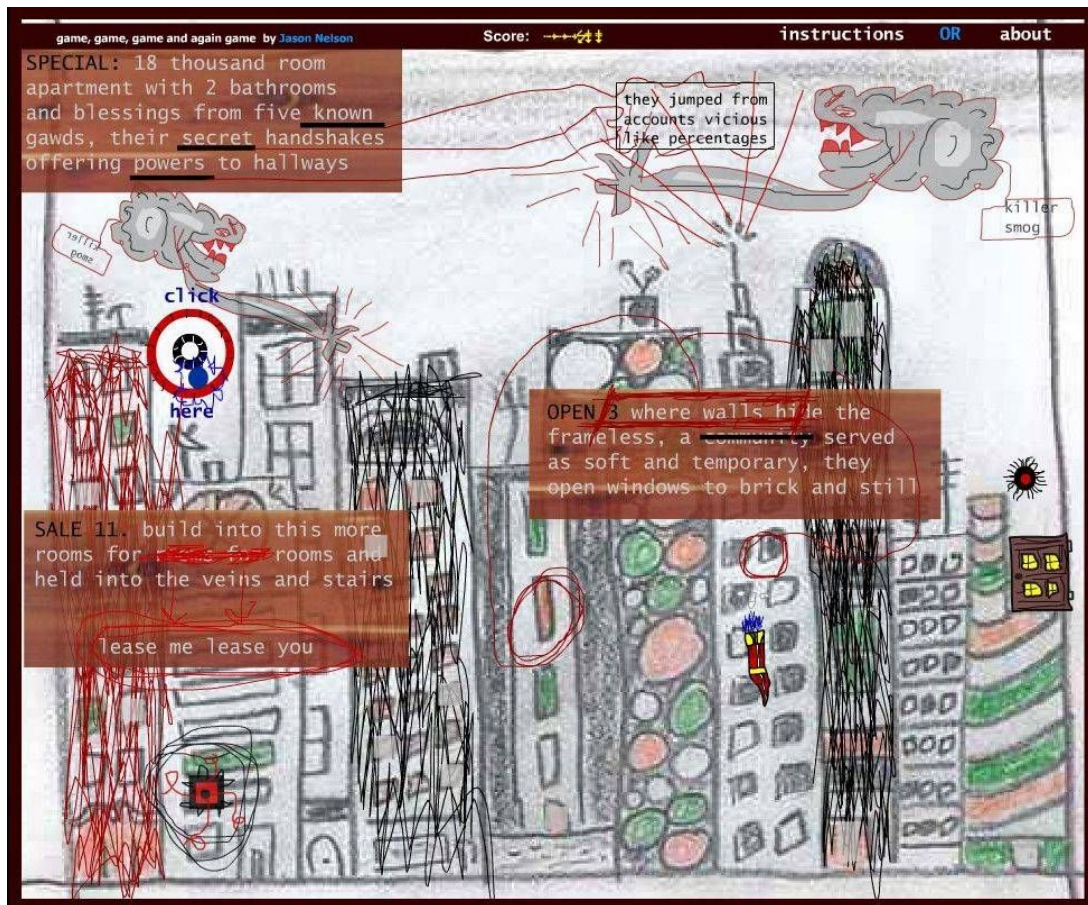 game, game, game and again game by Jason Nelson
Score:
instructions OR about
SPECIAL: 18 thousand room
apartment with 2 bathrooms
and blessings from five known
gawds, their secret handshakes
offering powers to hallways
they jumped from
accounts vicious
like percentages
killer
smog
killer
smog
click
here
OPEN 3 where walls hide the
frameless, a community served
as soft and temporary, they
open windows to brick and still
SALE 11. build into this more
rooms for rooms and
held into the veins and stairs
lease me lease you